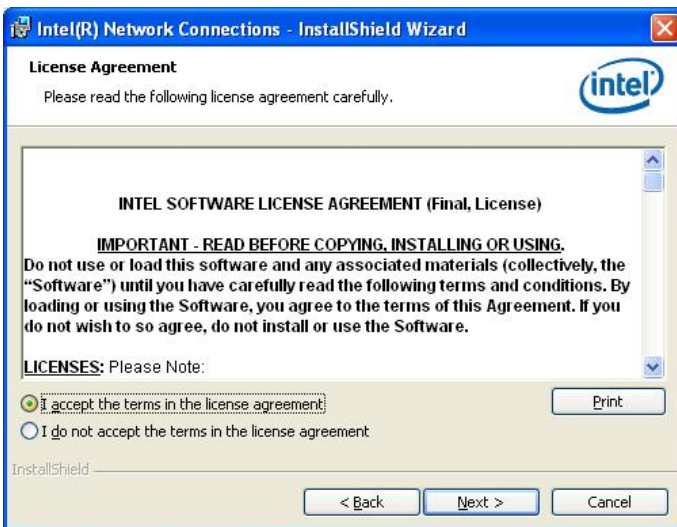 Intel(R) Network Connections - InstallShield Wizard
License Agreement
Please read the following license agreement carefully.
intel
INTEL SOFTWARE LICENSE AGREEMENT (Final, License)
IMPORTANT - READ BEFORE COPYING, INSTALLING OR USING.
Do not use or load this software and any associated materials (collectively, the
“Software”) until you have carefully read the following terms and conditions. By
loading or using the Software, you agree to the terms of this Agreement. If you
do not wish to so agree, do not install or use the Software.
LICENSES: Please Note:
I accept the terms in the license agreement
Print
I do not accept the terms in the license agreement
InstallShield
< Back
Next >
Cancel